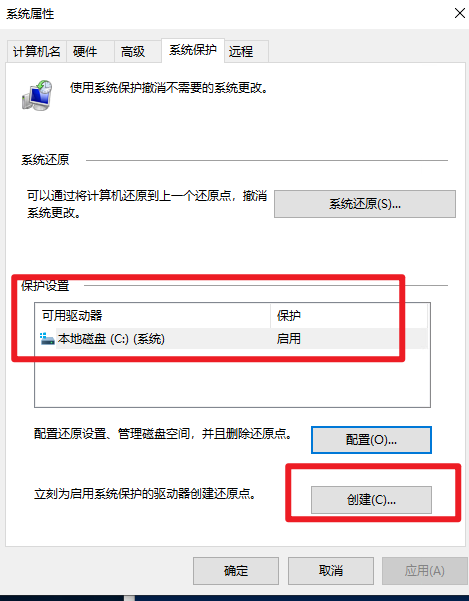 系统属性
计算机名 硬件 高级 系统保护 远程
使用系统保护撤消不需要的系统更改。
系统还原
可以通过将计算机还原到上一个还原点，撤消
系统更改。
系统还原(S)...
保护设置
可用驱动器 保护
本地磁盘 (C:) (系统) 启用
配置还原设置、管理磁盘空间，并且删除还原点。
配置(O)...
立刻为启用系统保护的驱动器创建还原点。
创建(C)...
确定 取消 应用(A)